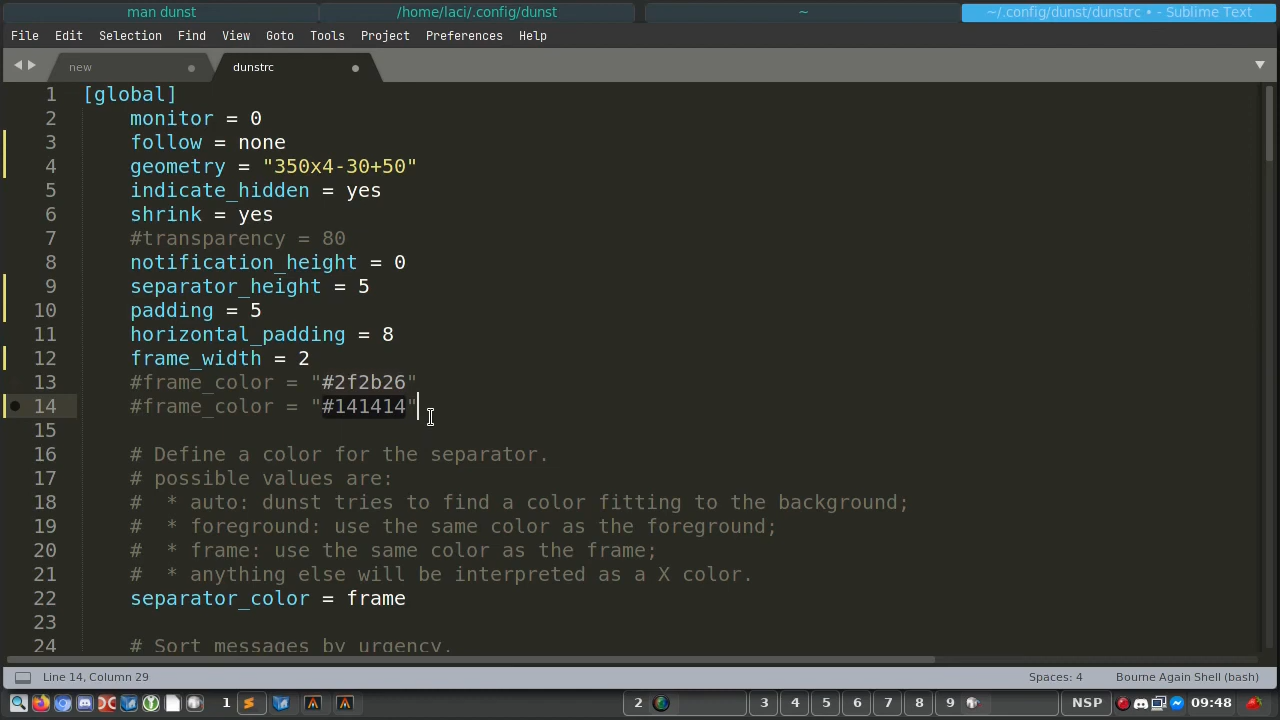 man dunst
/home/laci/.config/dunst
~
~/.config/dunst/dunstrc • - Sublime Text
File Edit Selection Find View Goto Tools Project Preferences Help
new
dunstrc
1 [global]
2 monitor = 0
3 follow = none
4 geometry = "350x4-30+50"
5 indicate_hidden = yes
6 shrink = yes
7 #transparency = 80
8 notification_height = 0
9 separator_height = 5
10 padding = 5
11 horizontal_padding = 8
12 frame_width = 2
13 #frame_color = "#2f2b26"
14 #frame_color = "#141414"
15
16 # Define a color for the separator.
17 # possible values are:
18 #  * auto: dunst tries to find a color fitting to the background;
19 #  * foreground: use the same color as the foreground;
20 #  * frame: use the same color as the frame;
21 #  * anything else will be interpreted as a X color.
22 separator_color = frame
23
24 # Sort messages by urgency.
Line 14, Column 29
Spaces: 4
Bourne Again Shell (bash)
1
2
3 4 5 6 7 8 9
NSP
09:48